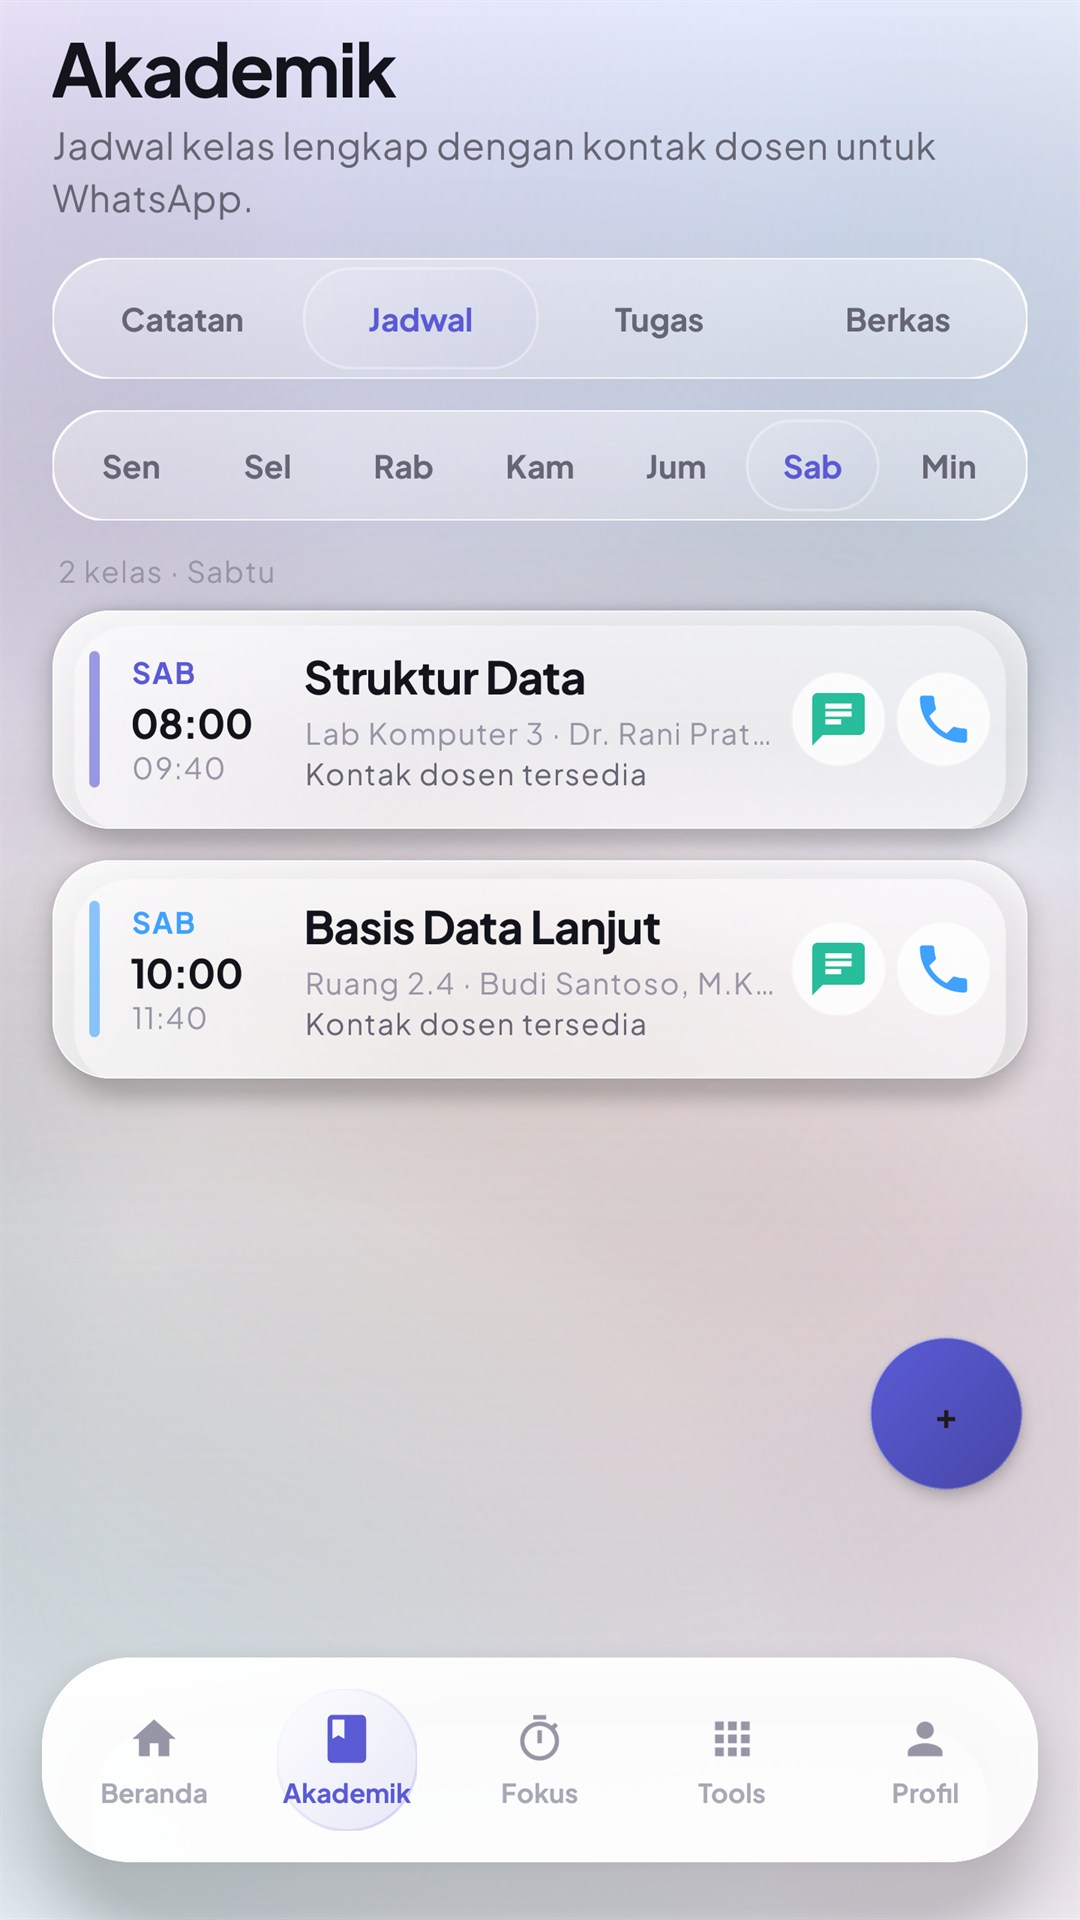 Akademik
Jadwal kelas lengkap dengan kontak dosen untuk
WhatsApp.
Catatan Jadwal Tugas Berkas
Sen Sel Rab Kam Jum Sab Min
2 kelas · Sabtu
SAB
08:00
09:40
Struktur Data
Lab Komputer 3 · Dr. Rani Prat...
Kontak dosen tersedia
SAB
10:00
11:40
Basis Data Lanjut
Ruang 2.4 · Budi Santoso, M.K...
Kontak dosen tersedia
+
Beranda Akademik Fokus Tools Profil